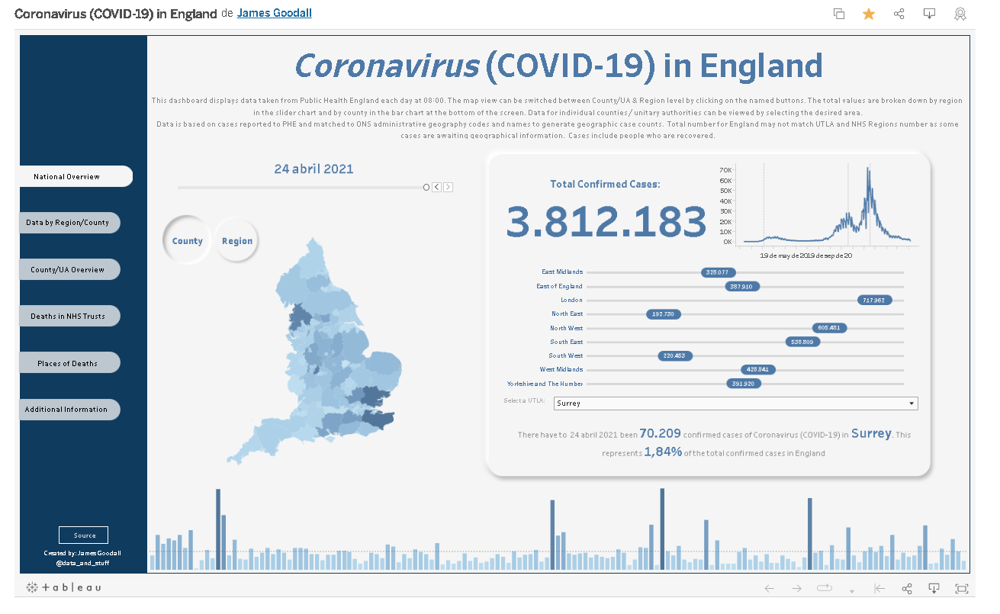 Coronavirus (COVID-19) in England de James Goodall
Coronavirus (COVID-19) in England
This dashboard displays data taken from Public Health England each day at 08:00. The map view can be switched between County/UA & Region level by clicking on the named buttons. The total values are broken down by region
in the slider chart and by county in the bar chart at the bottom of the screen. Data for individual counties / unitary authorities can be viewed by selecting the desired area.
Data is based on cases reported to PHE and matched to ONS administrative geography codes and names to generate geographic case counts. Total number for England may not match UTLA and NHS Regions number as some
cases are awaiting geographical information. Cases include people who are recovered.
National Overview
Data by Region/County
County/UA Overview
Deaths in NHS Trusts
Places of Deaths
Additional Information
Source
Created by: James Goodall
@data_and_stuff
24 abril 2021
County
Region
Total Confirmed Cases:
3.812.183
70K
60K
50K
40K
30K
20K
10K
0K
19 de may de 20
19 de sep de 20
East Midlands 328.077
East of England 387.910
London 717.962
North East 192.730
North West 605.481
South East 538.809
South West 220.453
West Midlands 428.841
Yorkshire and The Humber 391.920
Select a UTLA: Surrey
There have to 24 abril 2021 been 70.209 confirmed cases of Coronavirus (COVID-19) in Surrey. This
represents 1,84% of the total confirmed cases in England
+ableau